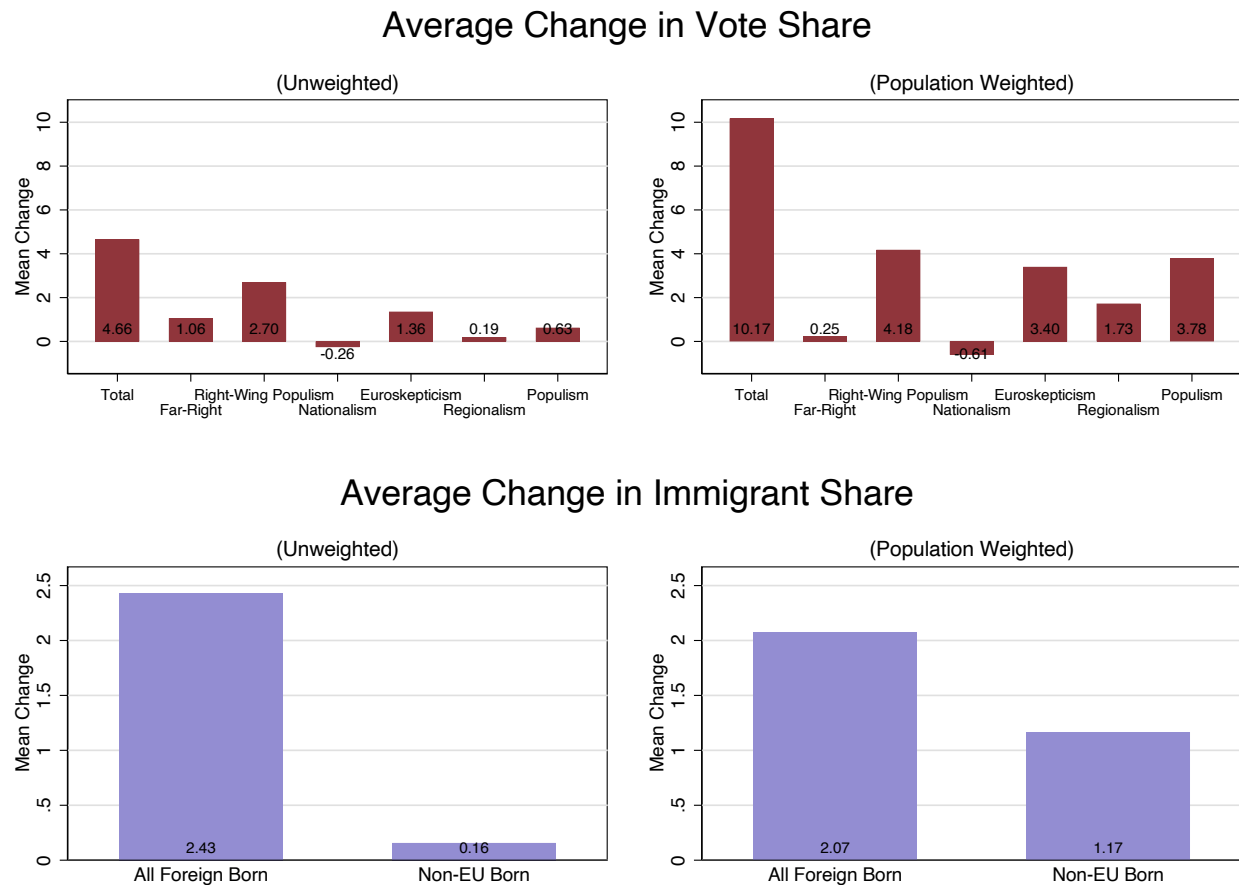 Average Change in Vote Share
(Unweighted)
Mean Change
10
8
6
4
2
0
4.66
1.06
2.70
-0.26
1.36
0.19
0.63
Total
Far-Right
Right-Wing Populism
Nationalism
Euroskepticism
Regionalism
Populism
(Population Weighted)
Mean Change
10
8
6
4
2
0
10.17
0.25
4.18
-0.61
3.40
1.73
3.78
Total
Far-Right
Right-Wing Populism
Nationalism
Euroskepticism
Regionalism
Populism
Average Change in Immigrant Share
(Unweighted)
Mean Change
2.5
2
1.5
1
.5
0
2.43
0.16
All Foreign Born
Non-EU Born
(Population Weighted)
Mean Change
2.5
2
1.5
1
.5
0
2.07
1.17
All Foreign Born
Non-EU Born